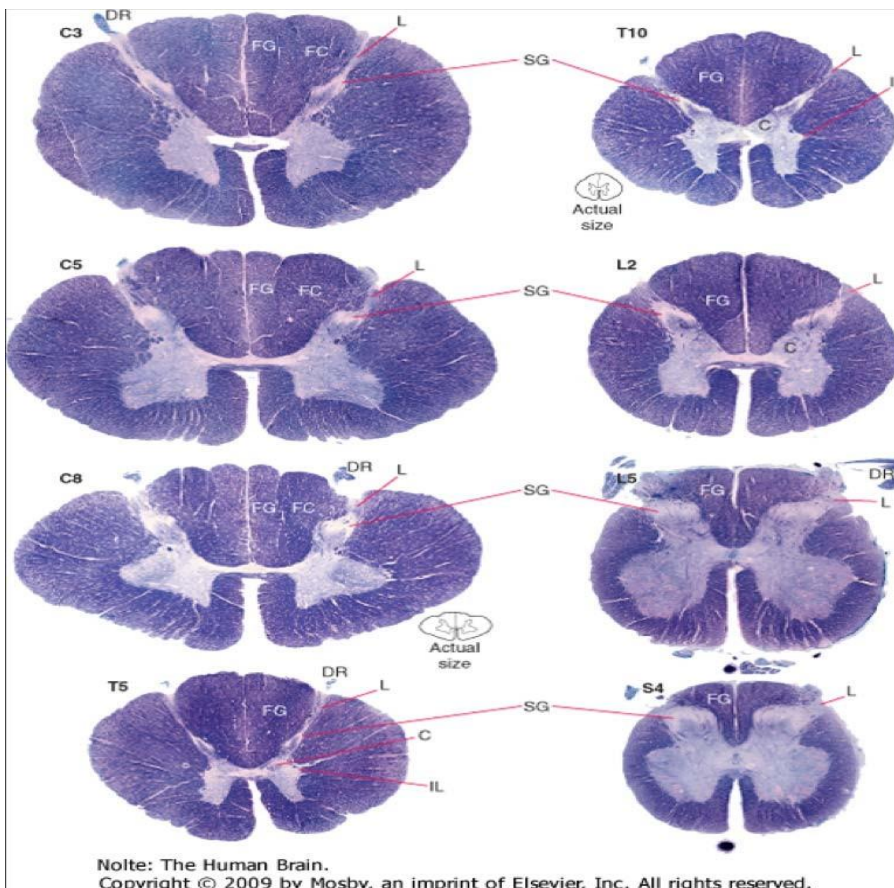 DR
C3
FG
FC
L
SG
T10
FG
L
C
Actual
size
C5
FG
FC
L
SG
L2
FG
L
C
C8
FG
FC
DR
L
SG
Actual
size
L5
FG
DR
L
T5
FG
DR
L
SG
C
IL
S4
FG
L
Nolte: The Human Brain.
Copyright © 2009 by Mosby, an imprint of Elsevier, Inc. All rights reserved.